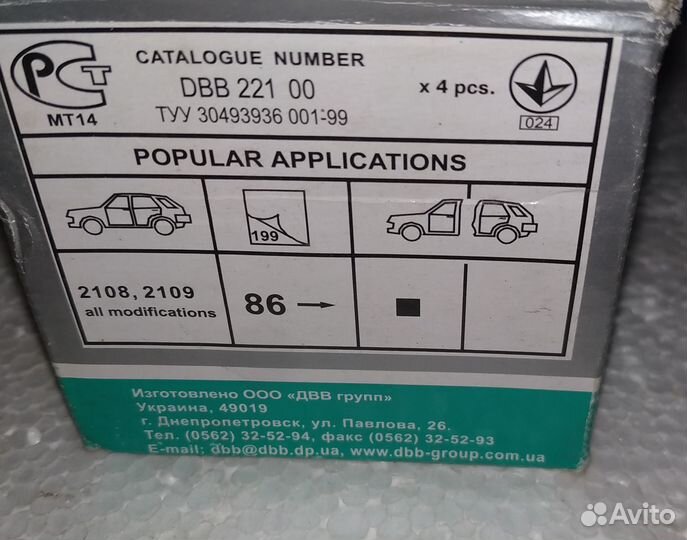 РСТ
МТ14
CATALOGUE NUMBER
DBB 221 00
ТУУ 30493936 001-99
x 4 pcs.
024
POPULAR APPLICATIONS
199
2108, 2109
all modifications
86 →
Изготовлено ООО «ДВВ групп»
Украина, 49019
г. Днепропетровск, ул. Павлова, 26.
Тел. (0562) 32-52-94, факс (0562) 32-52-93
E-mail: dbb@dbb.dp.ua, www.dbb-group.com.ua
Avito